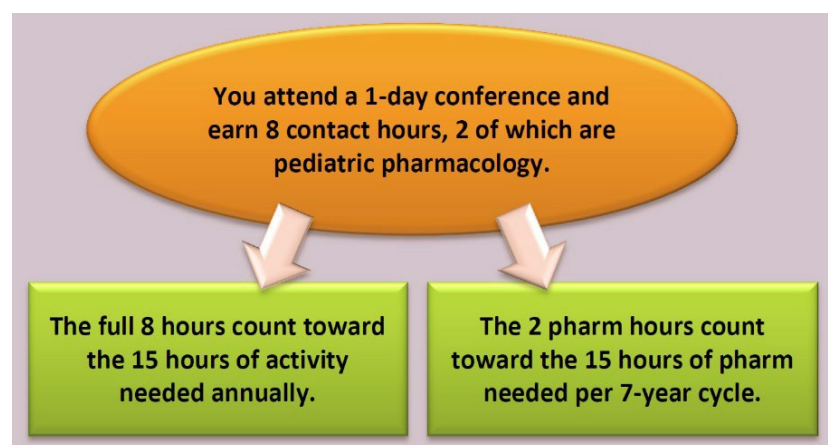 You attend a 1-day conference and
earn 8 contact hours, 2 of which are
pediatric pharmacology.
The full 8 hours count toward
the 15 hours of activity
needed annually.
The 2 pharm hours count
toward the 15 hours of pharm
needed per 7-year cycle.